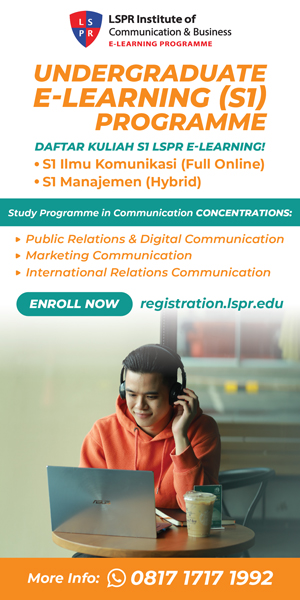 L S
P R
LSPR Institute of
Communication & Business
E-LEARNING PROGRAMME
UNDERGRADUATE
E-LEARNING (S1)
PROGRAMME
DAFTAR KULIAH S1 LSPR E-LEARNING!
• S1 Ilmu Komunikasi (Full Online)
• S1 Manajemen (Hybrid)
Study Programme in Communication CONCENTRATIONS:
Public Relations & Digital Communication
Marketing Communication
International Relations Communication
ENROLL NOW
registration.lspr.edu
ASUS
More Info: 0817 1717 1992